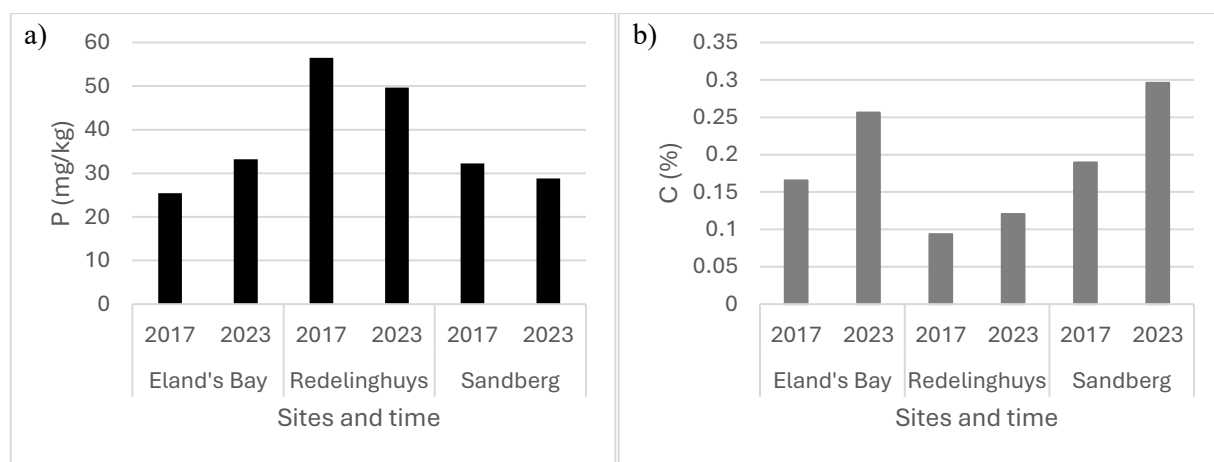 a)
P (mg/kg)
60
50
40
30
20
10
0
2017 2023 2017 2023 2017 2023
Eland's Bay Redelinghuys Sandberg
Sites and time
b)
C (%)
0.35
0.3
0.25
0.2
0.15
0.1
0.05
0
2017 2023 2017 2023 2017 2023
Eland's Bay Redelinghuys Sandberg
Sites and time